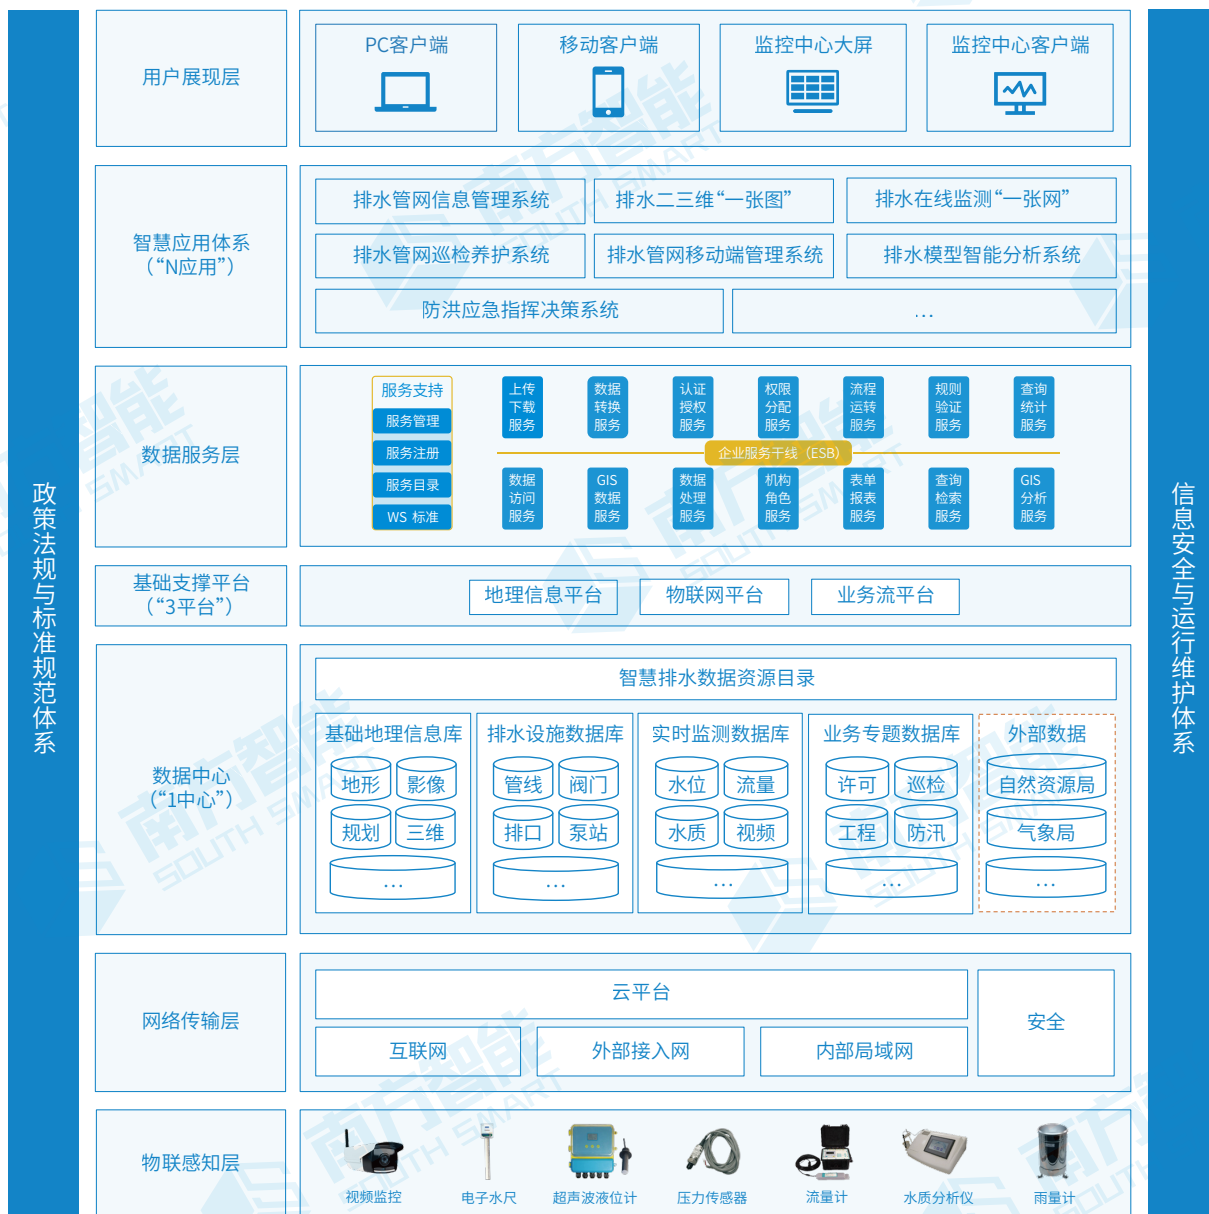 政策法规与标准规范体系
用户展现层
PC客户端
移动客户端
监控中心大屏
监控中心客户端
智慧应用体系
（“N应用”）
排水管网信息管理系统
排水二三维“一张图”
排水在线监测“一张网”
排水管网巡检养护系统
排水管网移动端管理系统
排水模型智能分析系统
防洪应急指挥决策系统
...
数据服务层
服务支持
服务管理
服务注册
服务目录
WS 标准
上传
下载
服务
数据
转换
服务
认证
授权
服务
权限
分配
服务
流程
运转
服务
规则
验证
服务
查询
统计
服务
企业服务干线（ESB）
数据
访问
服务
GIS
数据
服务
数据
处理
服务
机构
角色
服务
表单
报表
服务
查询
检索
服务
GIS
分析
服务
基础支撑平台
（“3平台”）
地理信息平台
物联网平台
业务流平台
数据中心
（“1中心”）
智慧排水数据资源目录
基础地理信息库
地形
影像
规划
三维
...
排水设施数据库
管线
阀门
排口
泵站
...
实时监测数据库
水位
流量
水质
视频
...
业务专题数据库
许可
巡检
工程
防汛
...
外部数据
自然资源局
气象局
...
网络传输层
云平台
互联网
外部接入网
内部局域网
安全
物联感知层
视频监控
电子水尺
超声波液位计
压力传感器
流量计
水质分析仪
雨量计
信息安全与运行维护体系
南方智能
SOUTH SMART